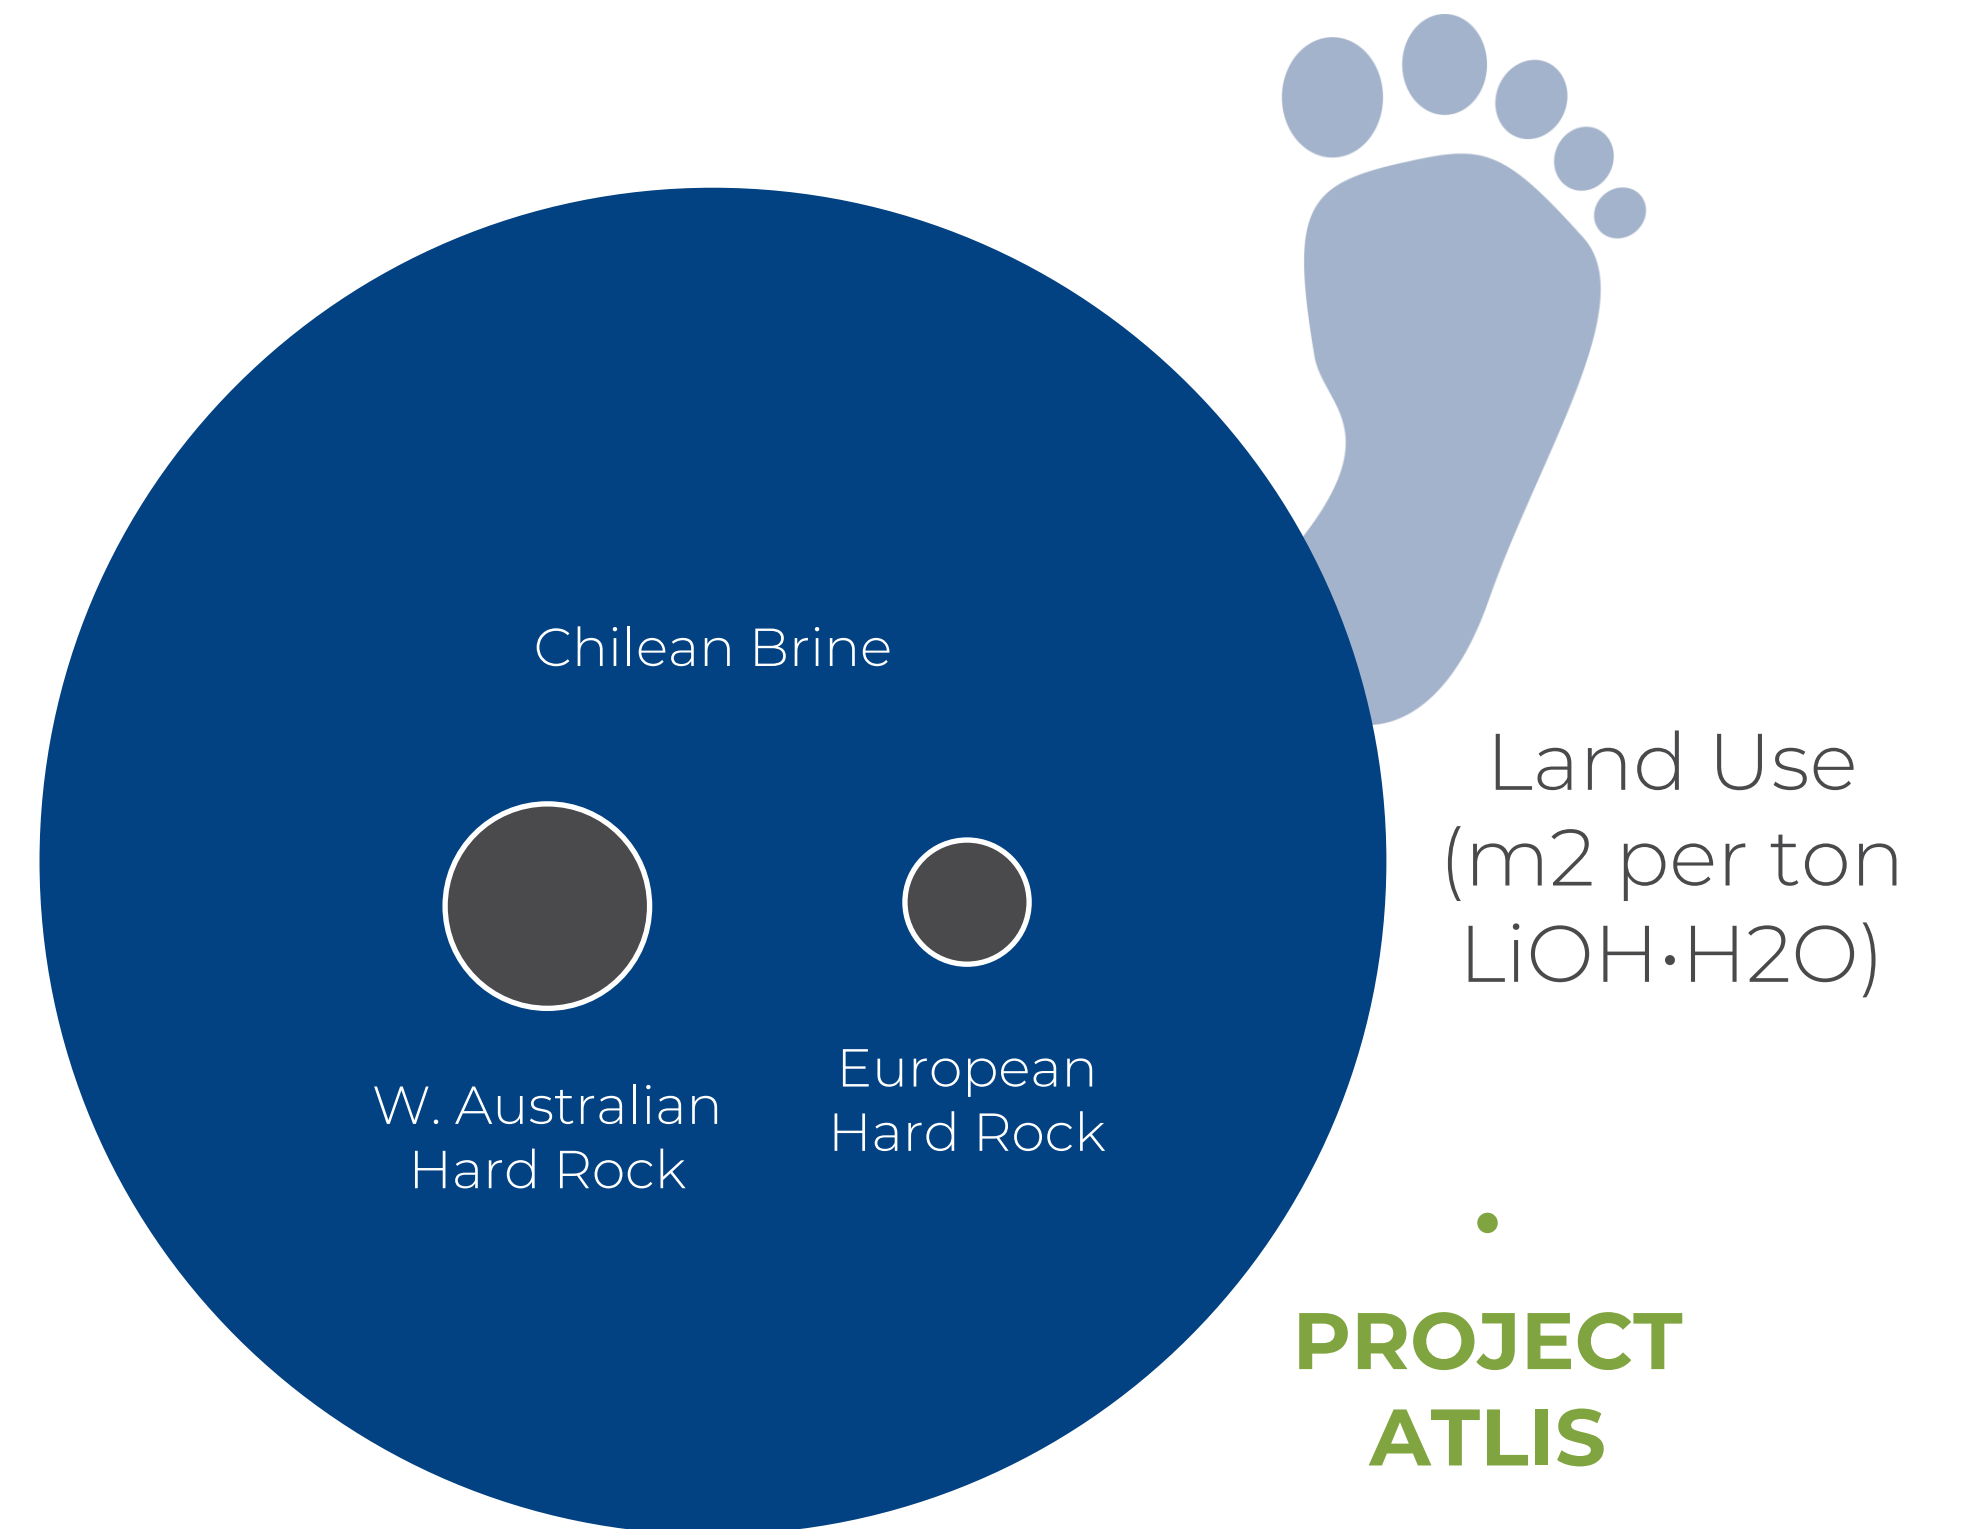 Chilean Brine
Land Use
(m2 per ton
LiOH·H2O)
W. Australian
Hard Rock
European
Hard Rock
PROJECT
ATLIS